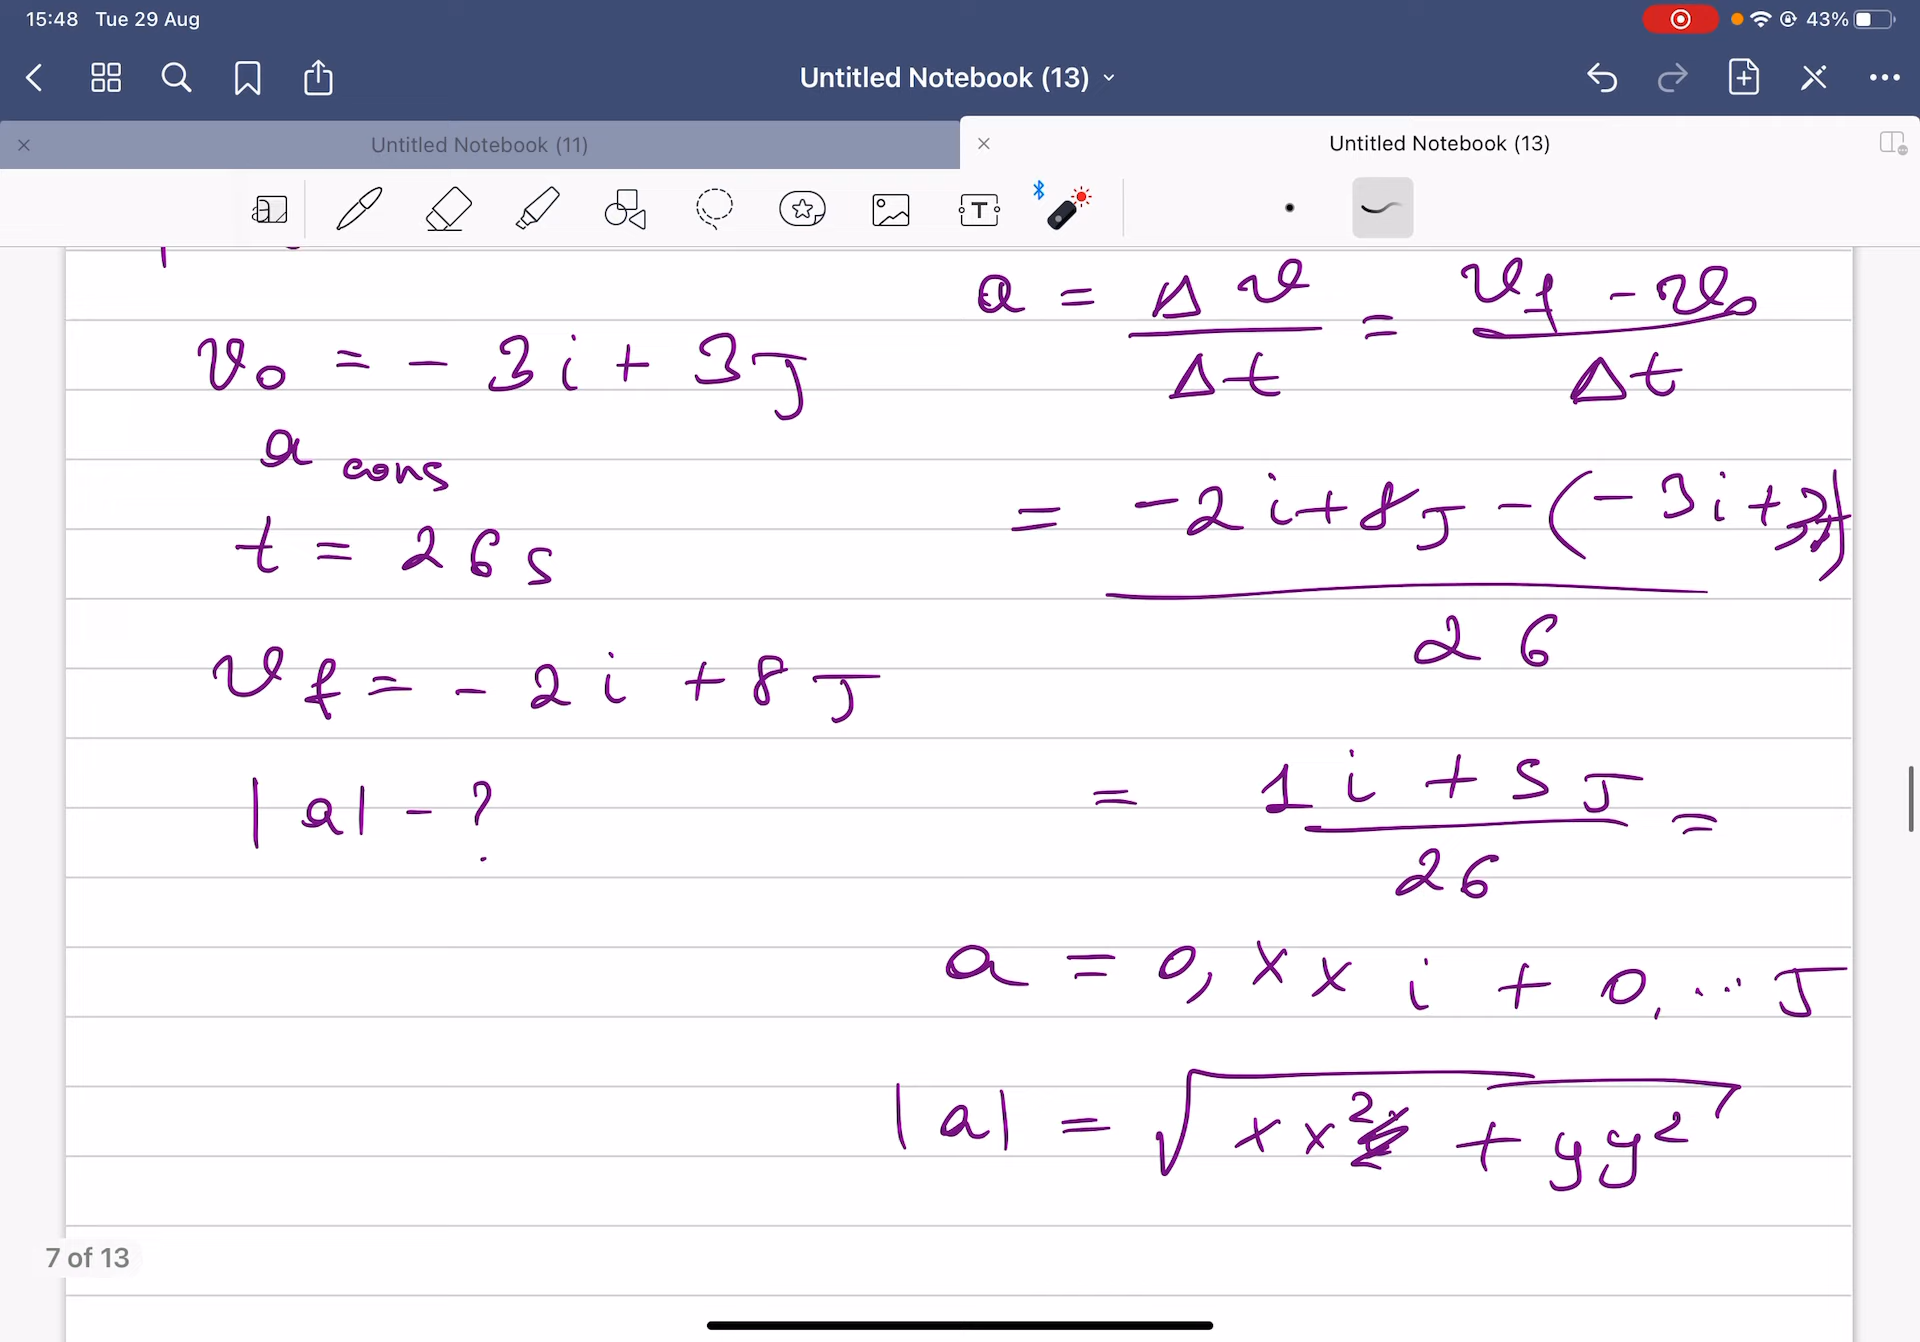 15:48 Tue 29 Aug
43%
Untitled Notebook (13)
Untitled Notebook (11)
Untitled Notebook (13)
T
v₀ = - 3i + 3J
a cons
t = 26s
v_f = - 2i + 8J
|a| - ?
a = Δv/Δt = (v_f - v₀)/Δt
= (-2i+8J - (-3i+3J))/26
= (1i + 5J)/26 =
a = 0,xx i + 0,... J
|a| = √(xx² + yy²)
7 of 13